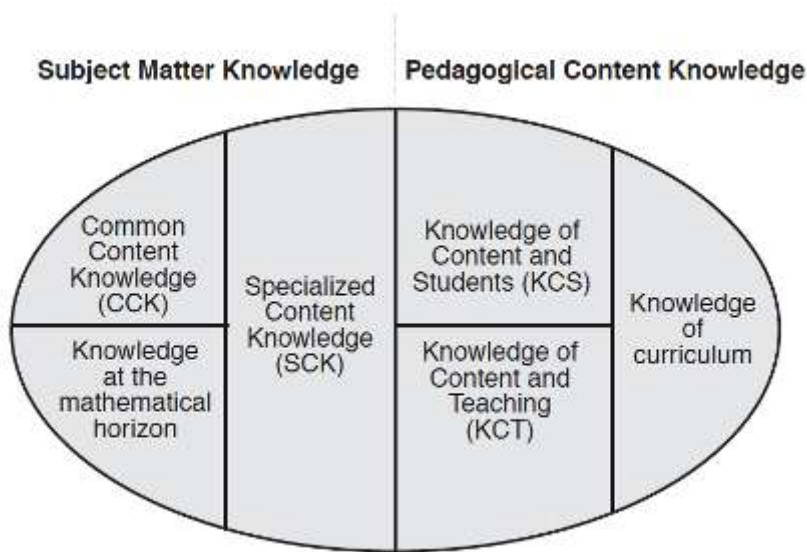 Subject Matter Knowledge
Pedagogical Content Knowledge
Common
Content
Knowledge
(CCK)
Knowledge
at the
mathematical
horizon
Specialized
Content
Knowledge
(SCK)
Knowledge of
Content and
Students (KCS)
Knowledge of
Content and
Teaching
(KCT)
Knowledge
of
curriculum